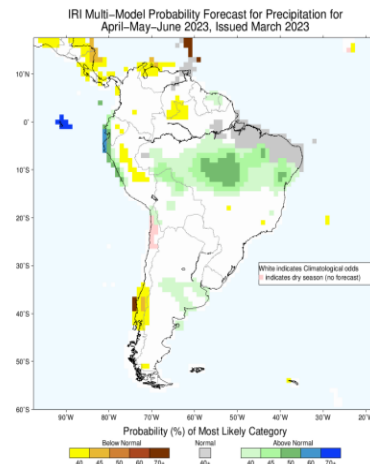 IRI Multi-Model Probability Forecast for Precipitation for
April-May-June 2023, Issued March 2023
10°N
0°
10°S
20°S
White indicates Climatological odds
indicates dry season (no forecast)
30°S
40°S
50°S
60°S
90°W 80°W 70°W 60°W 50°W 40°W 30°W 20°W
Probability (%) of Most Likely Category
Below Normal Normal Above Normal
40 45 50 60 70+ 40+ 40 45 50 60 70+